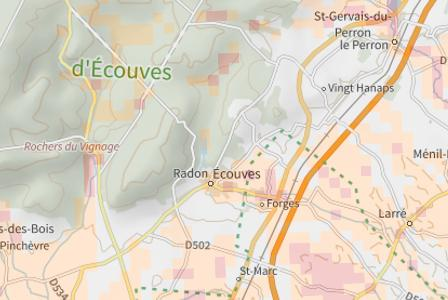 St-Gervais-du-
Perron
le Perron
d'Écouves
Vingt Hanaps
Rochers du Vignage
Ménil-
Radon
Écouves
s-des-Bois
Forges
Larré
Pinchèvre
D502
St-Marc
D534